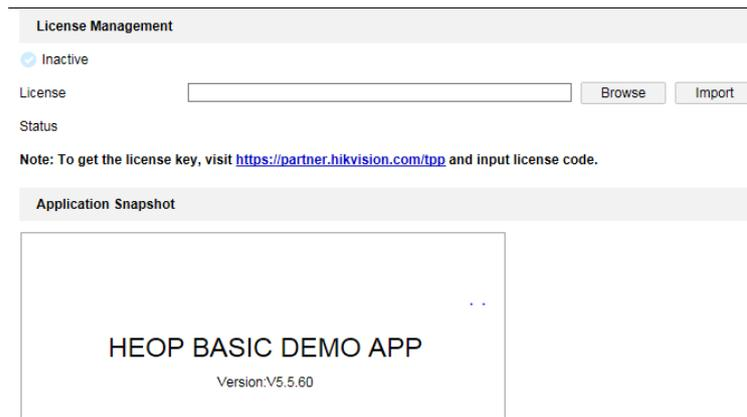 License Management
Inactive
License Browse Import
Status
Note: To get the license key, visit https://partner.hikvision.com/tpp and input license code.
Application Snapshot
HEOP BASIC DEMO APP
Version:V5.5.60